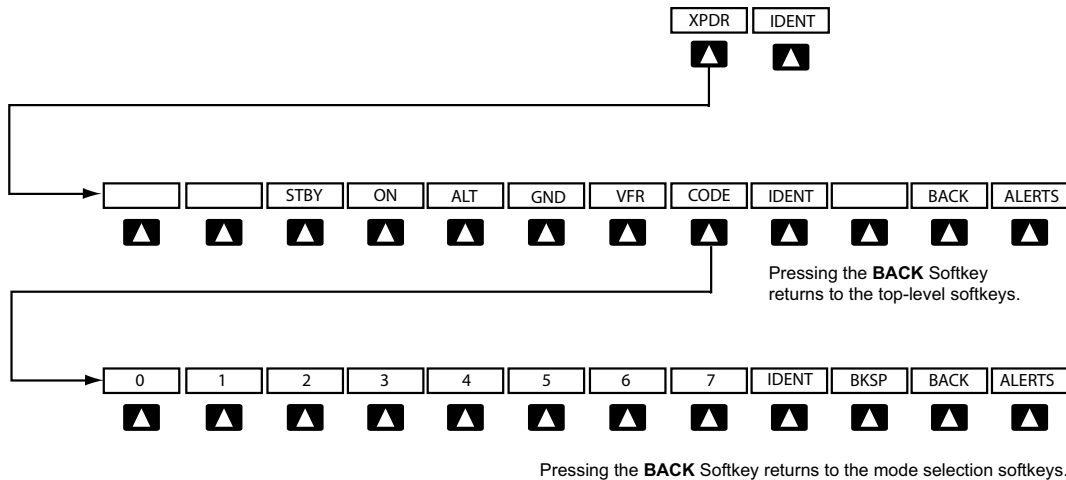 XPDR IDENT
STBY ON ALT GND VFR CODE IDENT BACK ALERTS
Pressing the BACK Softkey
returns to the top-level softkeys.
0 1 2 3 4 5 6 7 IDENT BKSP BACK ALERTS
Pressing the BACK Softkey returns to the mode selection softkeys.